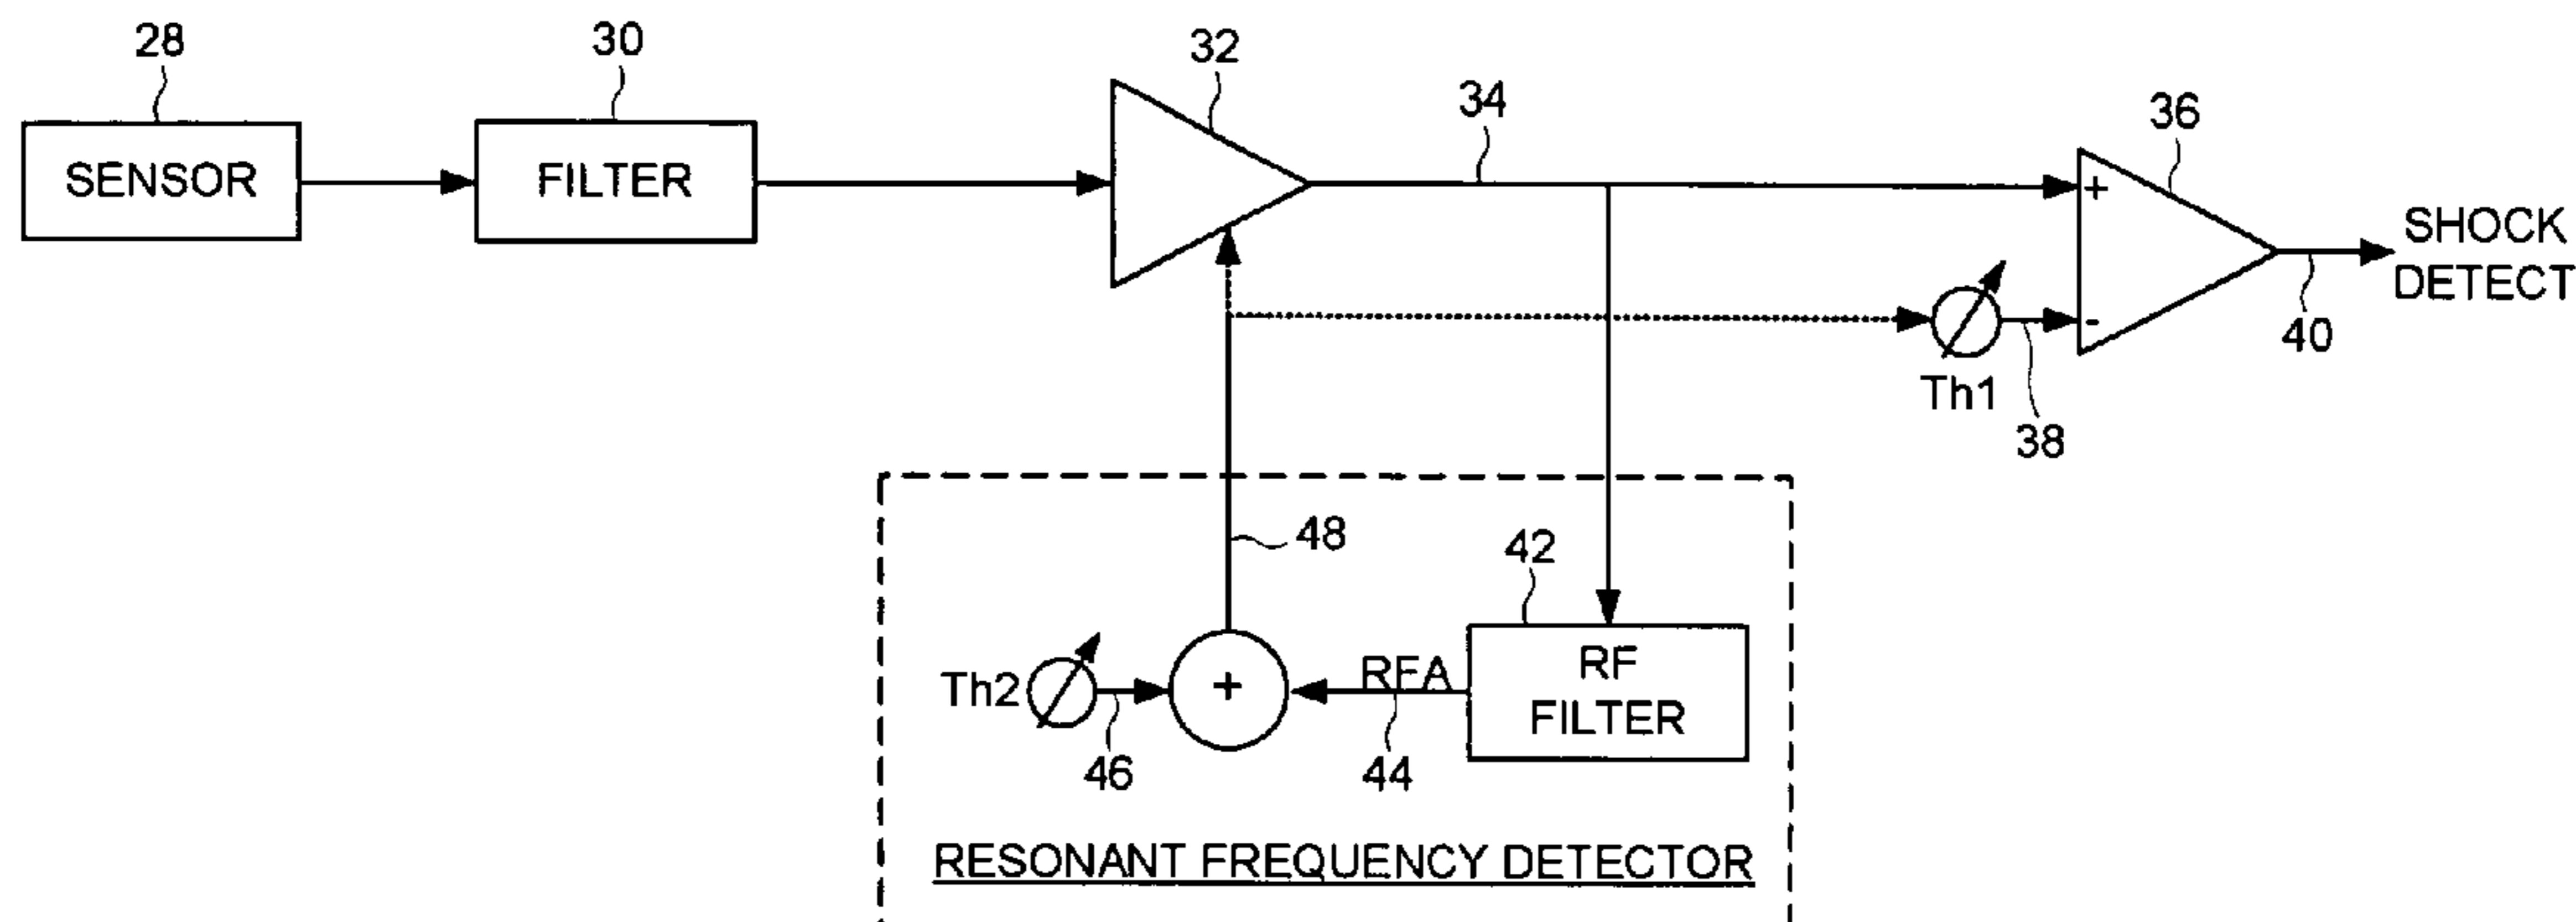 28
30
32
34
36
SENSOR
FILTER
+
-
SHOCK
DETECT
40
Th1
38
48
42
RF
FILTER
RFA
44
Th2
+
46
RESONANT FREQUENCY DETECTOR